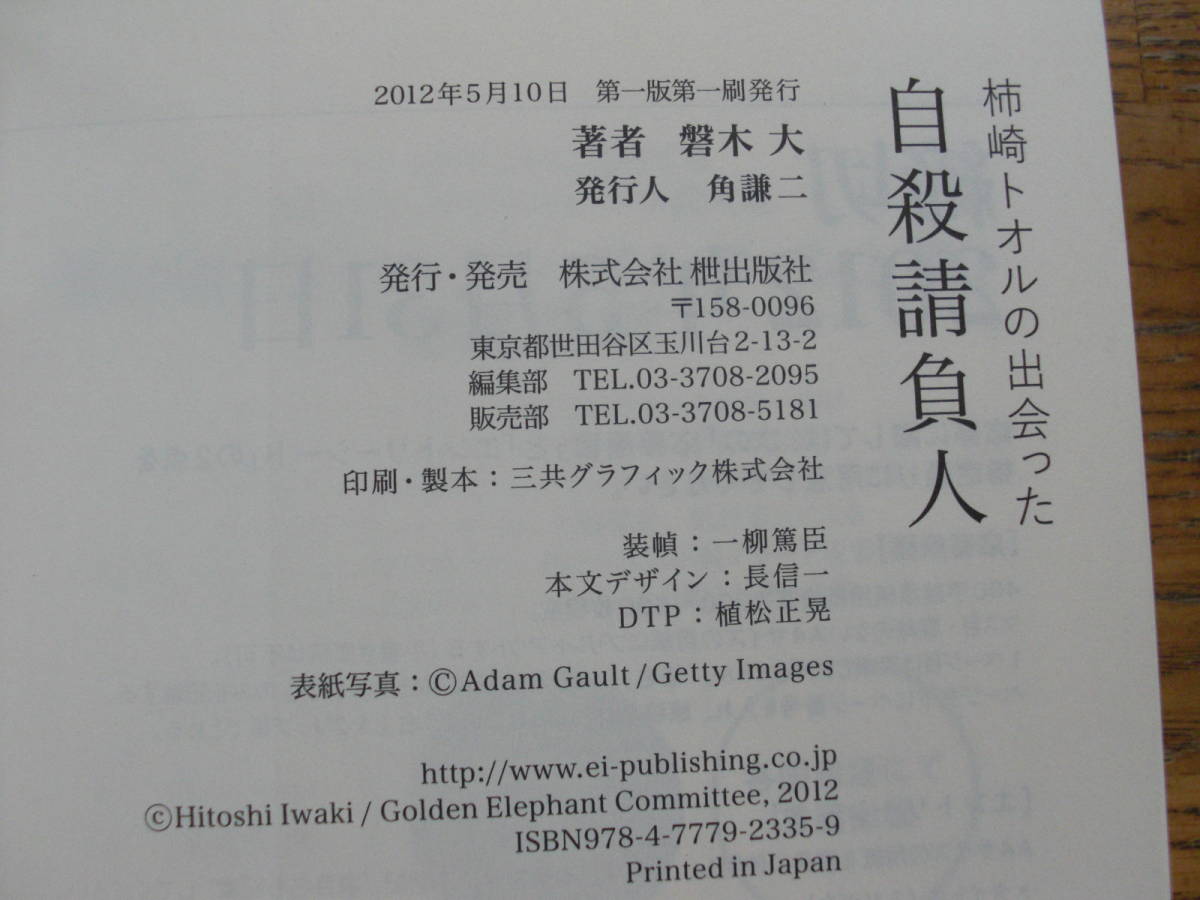 柿崎トオルの出会った
自殺請負人
2012年5月10日　第一版第一刷発行
著者　磐木 大
発行人　角謙二
発行・発売　株式会社 枻出版社
〒158-0096
東京都世田谷区玉川台2-13-2
編集部　TEL.03-3708-2095
販売部　TEL.03-3708-5181
印刷・製本：三共グラフィック株式会社
装幀：一柳篤臣
本文デザイン：長信一
DTP：植松正晃
表紙写真：©Adam Gault / Getty Images
http://www.ei-publishing.co.jp
©Hitoshi Iwaki / Golden Elephant Committee, 2012
ISBN978-4-7779-2335-9
Printed in Japan